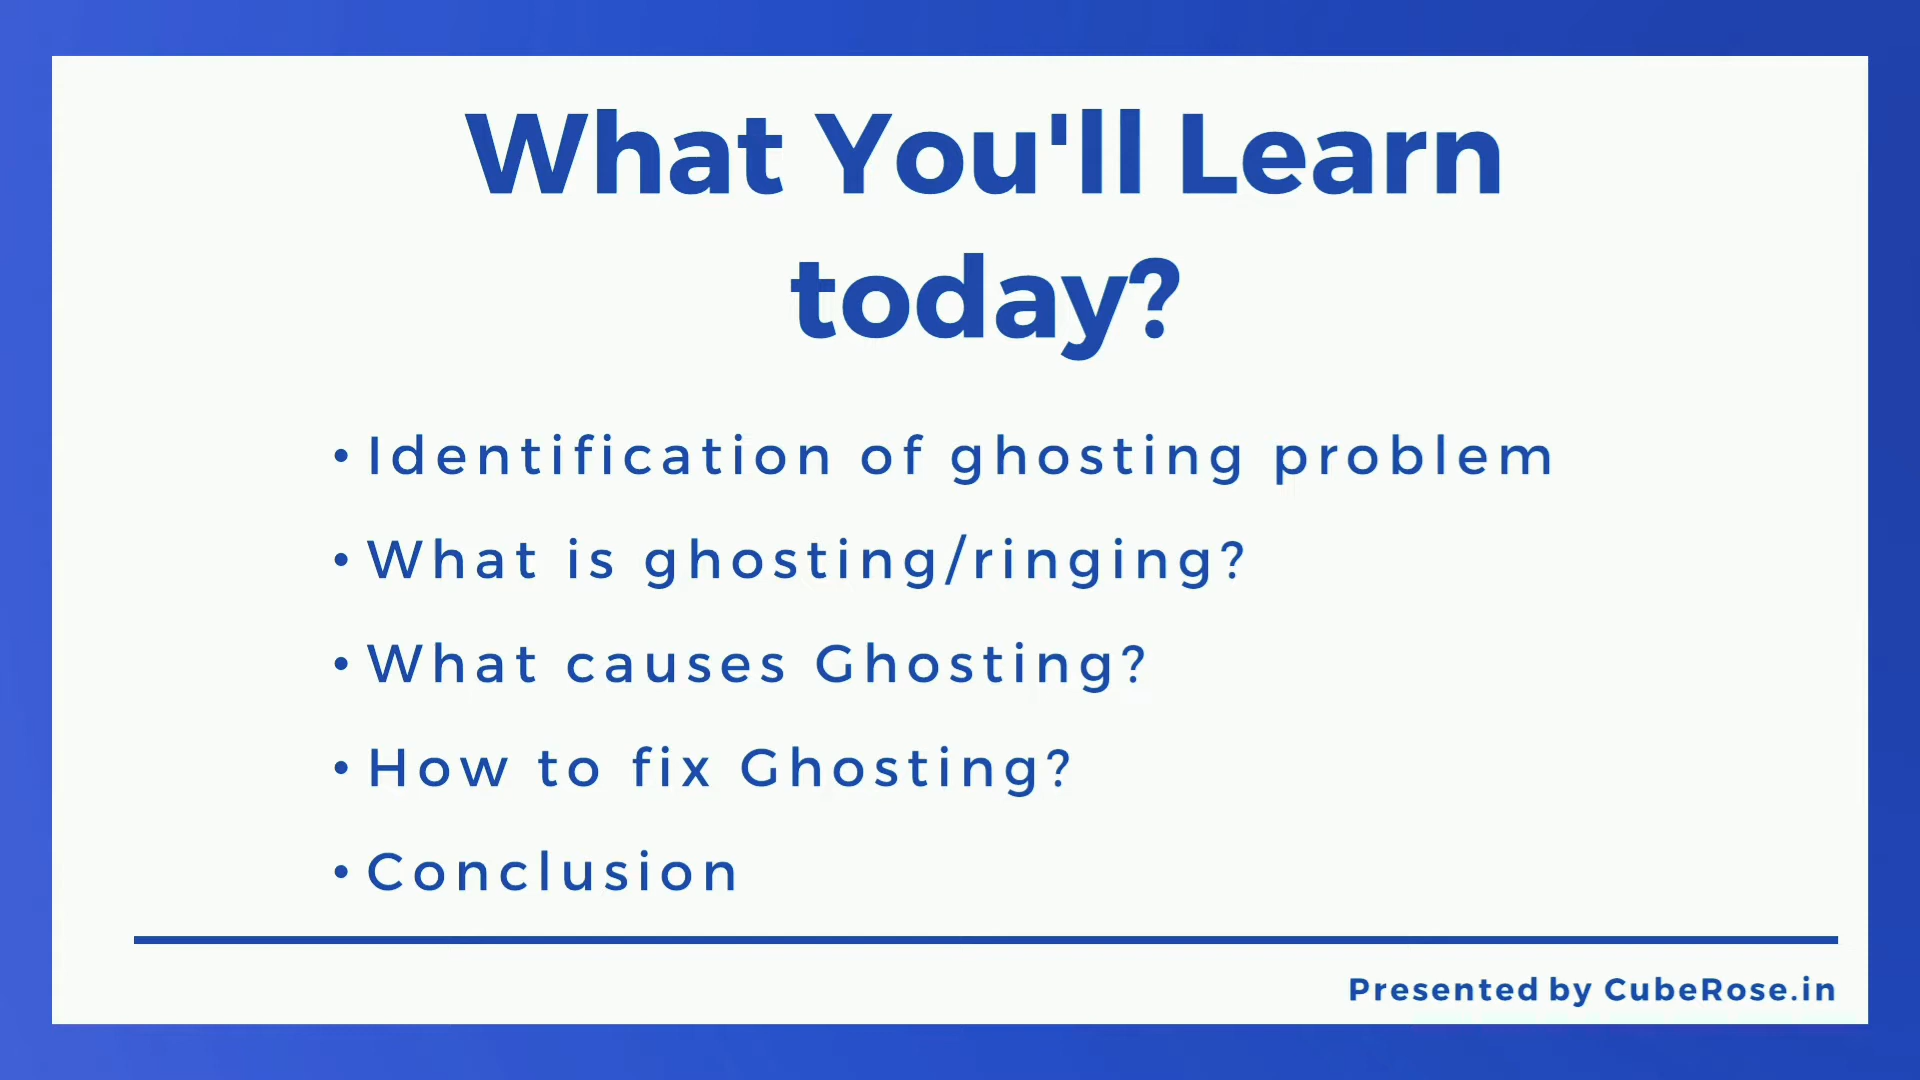 What You'll Learn
today?
• Identification of ghosting problem
• What is ghosting/ringing?
• What causes Ghosting?
• How to fix Ghosting?
• Conclusion
Presented by CubeRose.in